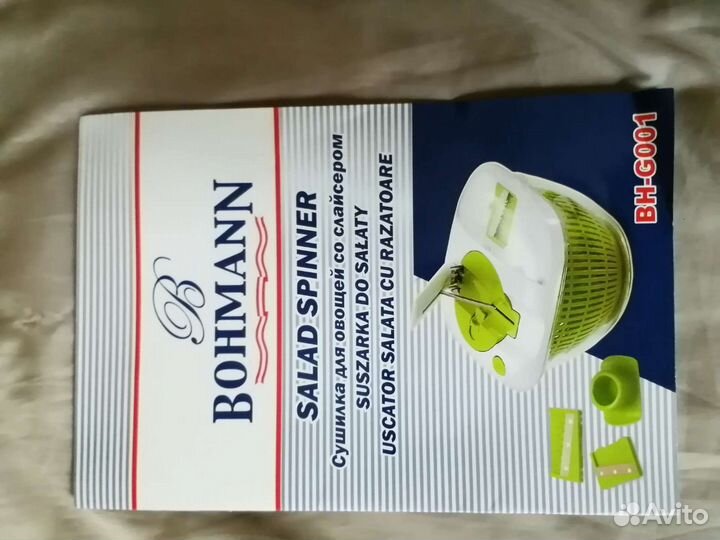 B
BOHMANN
SALAD SPINNER
Сушилка для овощей со слайсером
SUSZARKA DO SAŁATY
USCATOR SALATA CU RAZATOARE
BH-G001
Avito